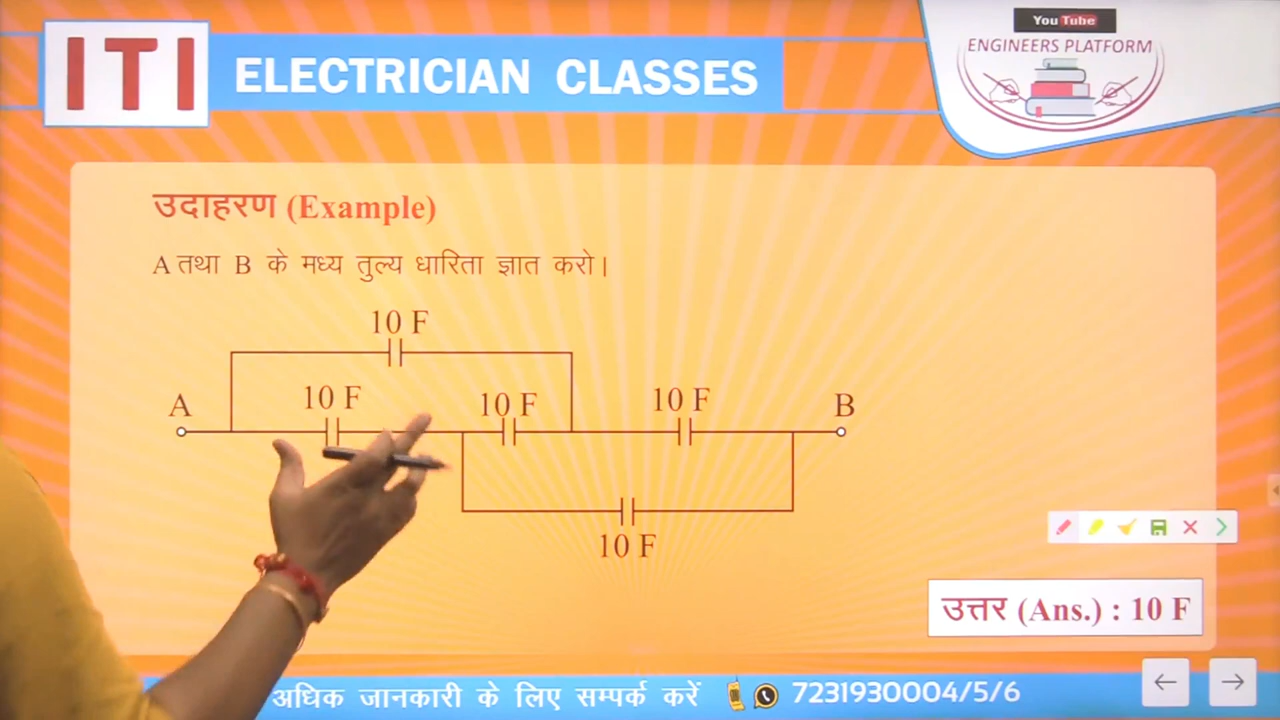 You Tube
ENGINEERS PLATFORM
ITI
ELECTRICIAN CLASSES
उदाहरण (Example)
A तथा B के मध्य तुल्य धारिता ज्ञात करो।
10 F
A
10 F
10 F
10 F
B
10 F
उत्तर (Ans.) : 10 F
अधिक जानकारी के लिए सम्पर्क करें 7231930004/5/6